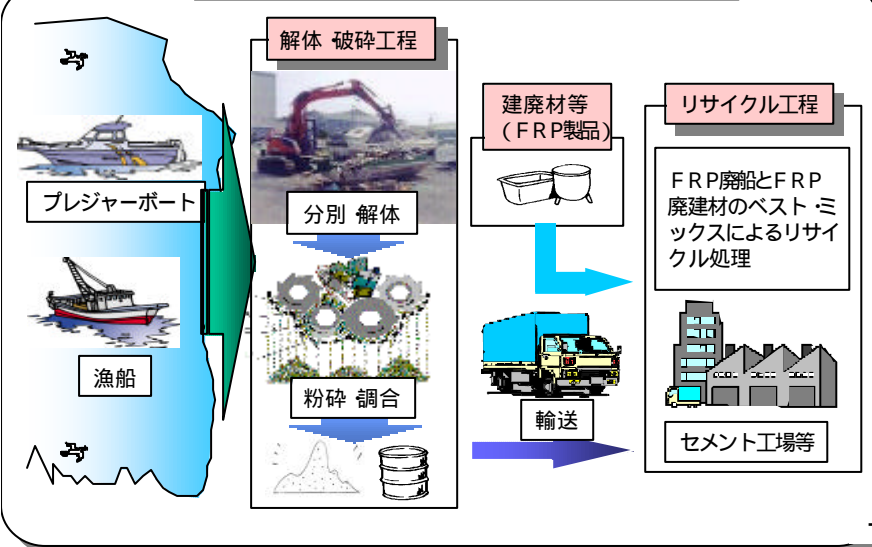 解体・破砕工程
プレジャーボート
漁船
分別・解体
粉砕・調合
建廃材等
（ＦＲＰ製品）
輸送
リサイクル工程
ＦＲＰ廃船とＦＲＰ
廃建材のベスト・ミ
ックスによるリサイ
クル処理
セメント工場等